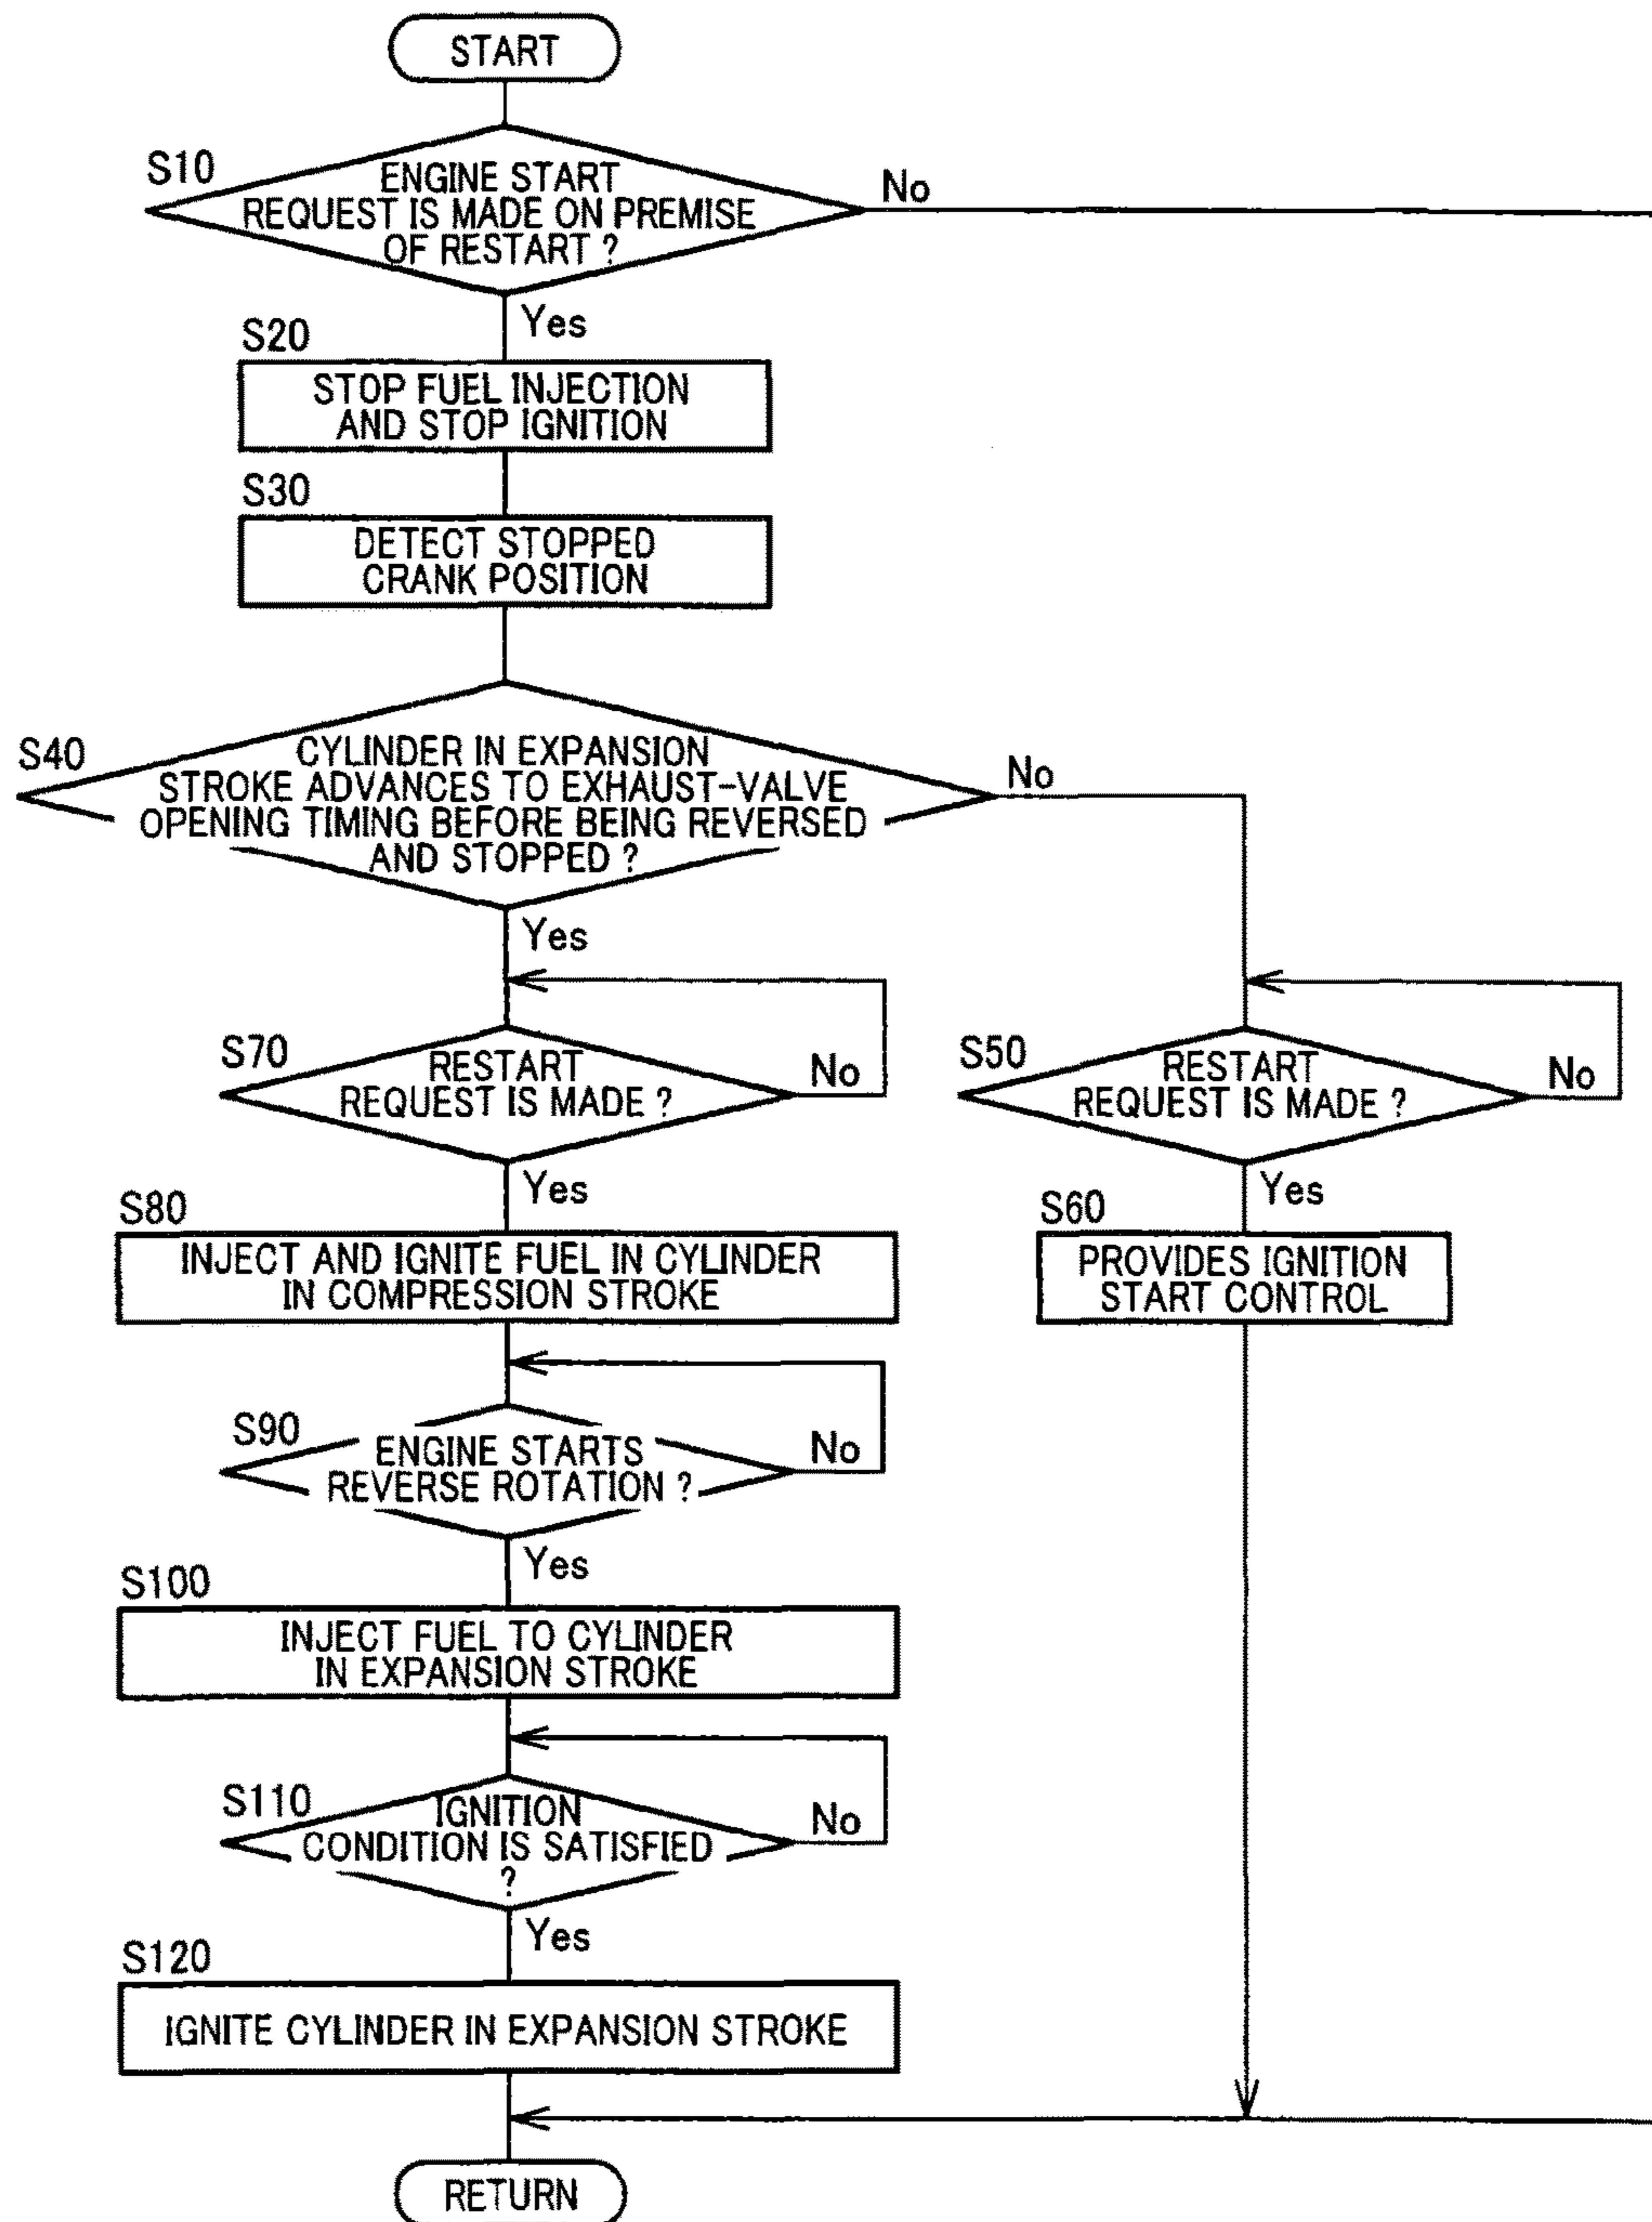 START
S10
ENGINE START
REQUEST IS MADE ON PREMISE
OF RESTART ?
No
Yes
S20
STOP FUEL INJECTION
AND STOP IGNITION
S30
DETECT STOPPED
CRANK POSITION
S40
CYLINDER IN EXPANSION
STROKE ADVANCES TO EXHAUST-VALVE
OPENING TIMING BEFORE BEING REVERSED
AND STOPPED ?
No
Yes
S70
RESTART
REQUEST IS MADE ?
No
S50
RESTART
REQUEST IS MADE ?
No
Yes
Yes
S80
INJECT AND IGNITE FUEL IN CYLINDER
IN COMPRESSION STROKE
S60
PROVIDES IGNITION
START CONTROL
S90
ENGINE STARTS
REVERSE ROTATION ?
No
Yes
S100
INJECT FUEL TO CYLINDER
IN EXPANSION STROKE
S110
IGNITION
CONDITION IS SATISFIED
?
No
Yes
S120
IGNITE CYLINDER IN EXPANSION STROKE
RETURN